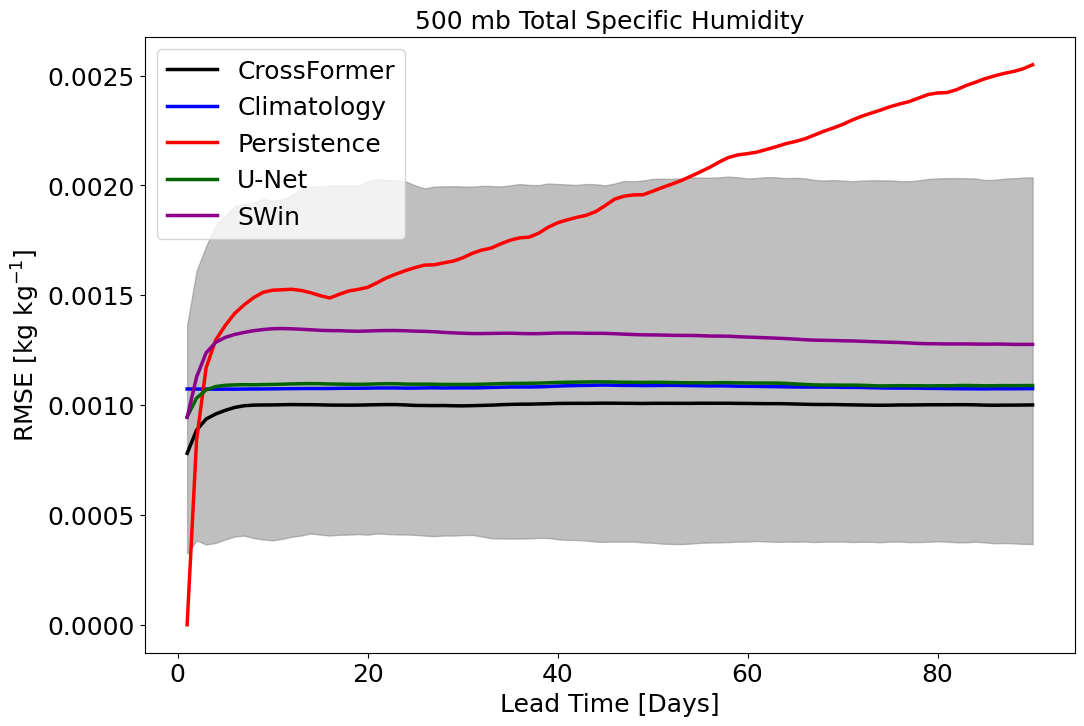 500 mb Total Specific Humidity
CrossFormer
Climatology
Persistence
U-Net
SWin
RMSE [kg kg⁻¹]
0.0025
0.0020
0.0015
0.0010
0.0005
0.0000
0 20 40 60 80
Lead Time [Days]